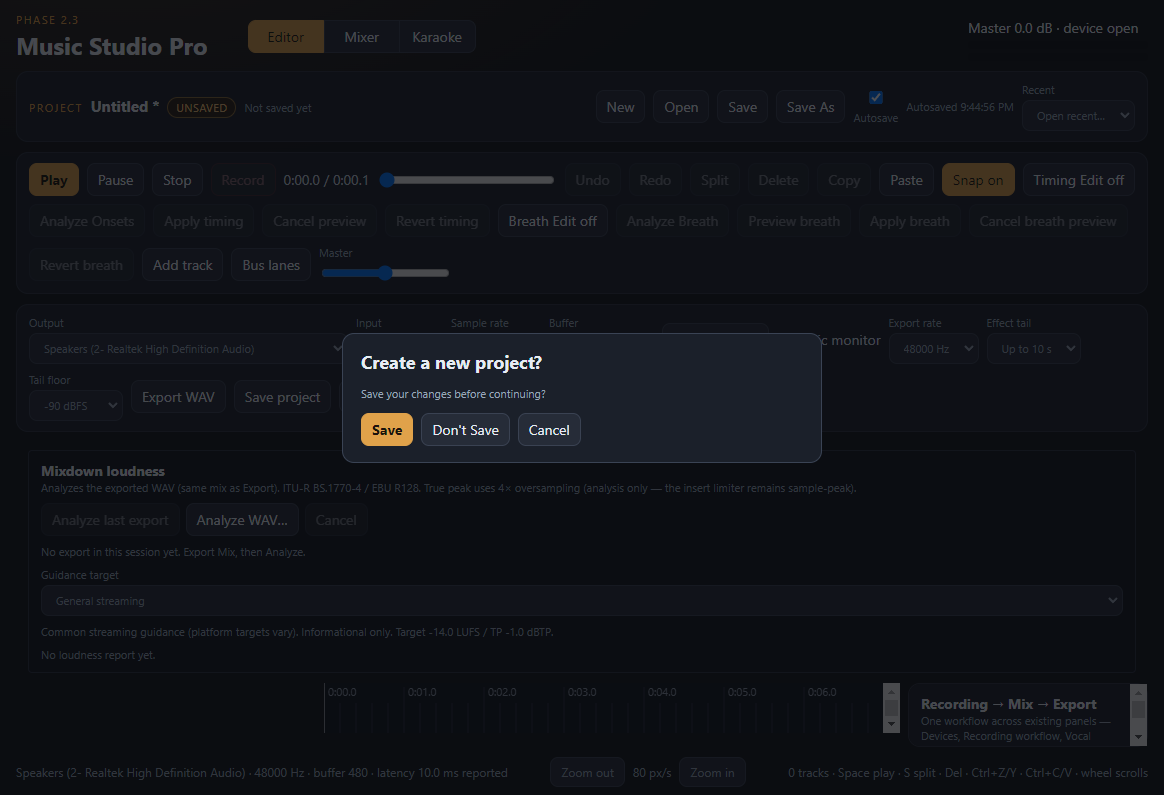 PHASE 2.3
Music Studio Pro
Editor
Mixer
Karaoke
Master 0.0 dB · device open
PROJECT Untitled * UNSAVED Not saved yet
New
Open
Save
Save As
Autosave
Autosaved 9:44:56 PM
Recent
Open recent...
Play
Pause
Stop
Record
0:00.0 / 0:00.1
Undo
Redo
Split
Delete
Copy
Paste
Snap on
Timing Edit off
Analyze Onsets
Apply timing
Cancel preview
Revert timing
Breath Edit off
Analyze Breath
Preview breath
Apply breath
Cancel breath preview
Revert breath
Add track
Bus lanes
Master
Output
Speakers (2- Realtek High Definition Audio)
Input
Sample rate
Buffer
c monitor
Export rate
48000 Hz
Effect tail
Up to 10 s
Tail floor
-90 dBFS
Export WAV
Save project
Create a new project?
Save your changes before continuing?
Save
Don't Save
Cancel
Mixdown loudness
Analyzes the exported WAV (same mix as Export). ITU-R BS.1770-4 / EBU R128. True peak uses 4× oversampling (analysis only — the insert limiter remains sample-peak).
Analyze last export
Analyze WAV...
Cancel
No export in this session yet. Export Mix, then Analyze.
Guidance target
General streaming
Common streaming guidance (platform targets vary). Informational only. Target -14.0 LUFS / TP -1.0 dBTP.
No loudness report yet.
0:00.0
0:01.0
0:02.0
0:03.0
0:04.0
0:05.0
0:06.0
Recording → Mix → Export
One workflow across existing panels —
Devices, Recording workflow, Vocal
Speakers (2- Realtek High Definition Audio) · 48000 Hz · buffer 480 · latency 10.0 ms reported
Zoom out
80 px/s
Zoom in
0 tracks · Space play · S split · Del · Ctrl+Z/Y · Ctrl+C/V · wheel scrolls